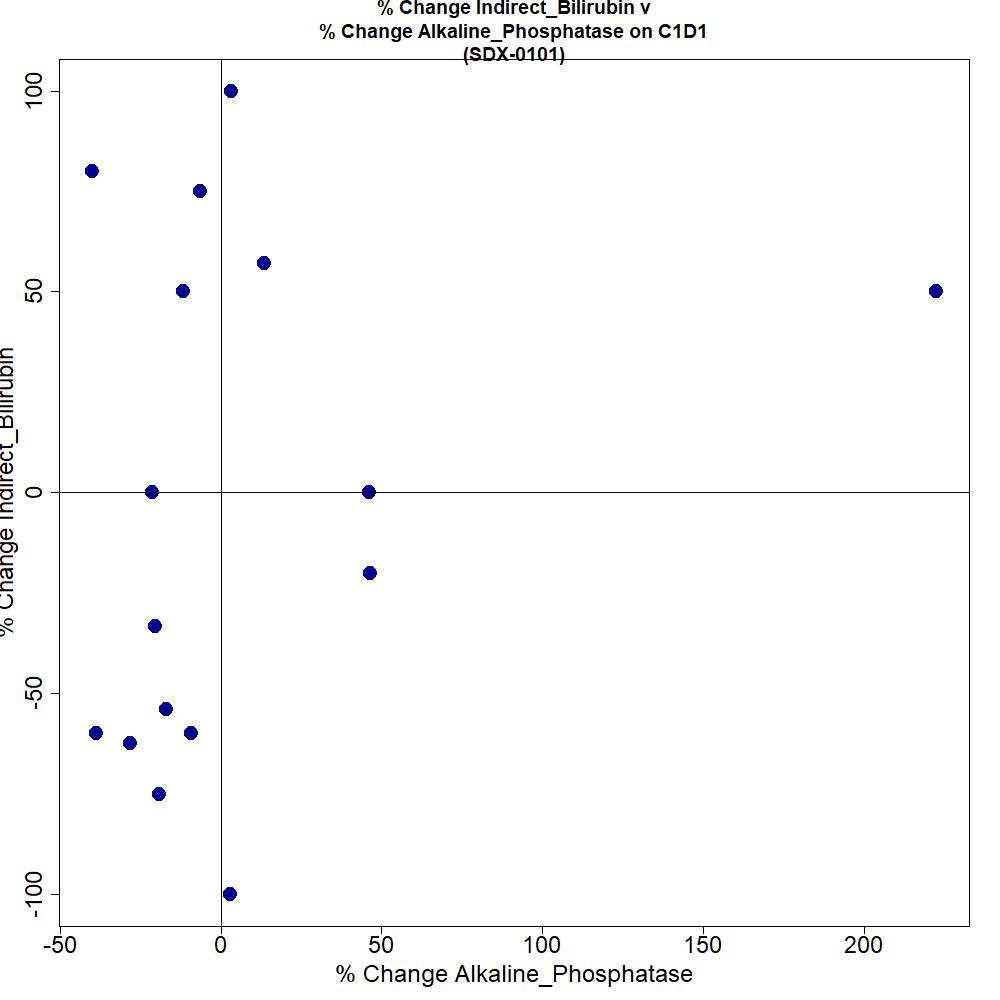 % Change Indirect_Bilirubin v
% Change Alkaline_Phosphatase on C1D1
(SDX-0101)
% Change Indirect_Bilirubin
100
50
0
-50
-100
-50 0 50 100 150 200
% Change Alkaline_Phosphatase